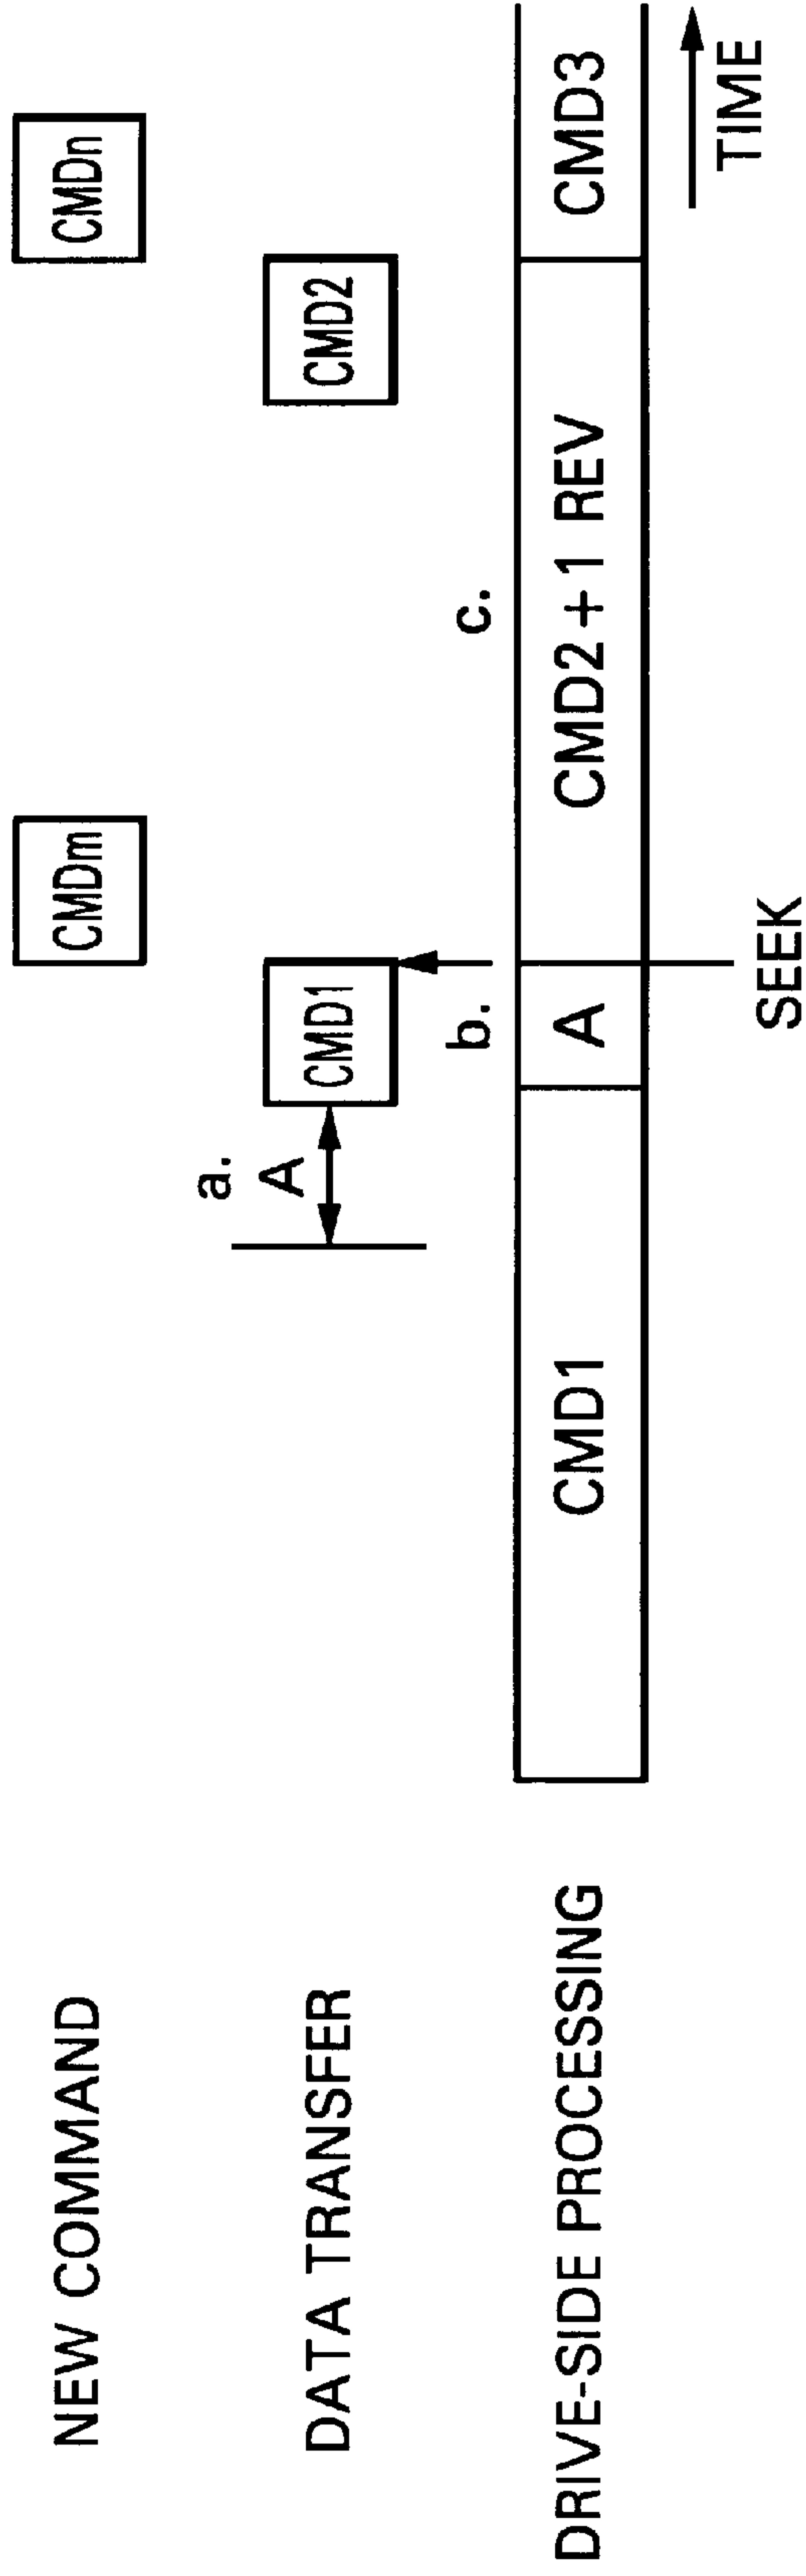 NEW COMMAND
CMDm
CMDn
a.
DATA TRANSFER
A
CMD1
CMD2
b.
c.
DRIVE-SIDE PROCESSING
CMD1
A
CMD2+1 REV
CMD3
SEEK
TIME